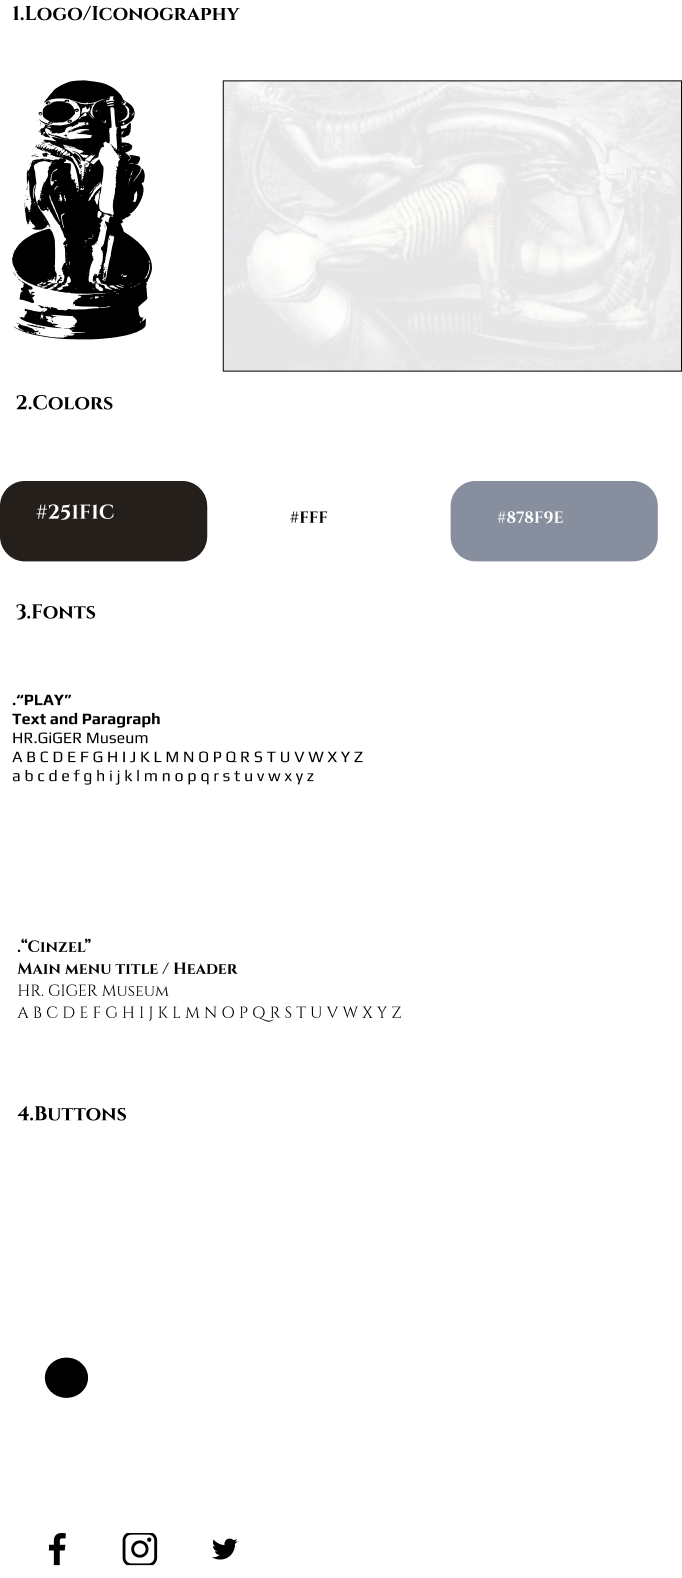 1.Logo/Iconography
2.Colors
#251F1C
#FFF
#878F9E
3.Fonts
.“PLAY”
Text and Paragraph
HR.GiGER Museum
A B C D E F G H I J K L M N O P Q R S T U V W X Y Z
a b c d e f g h i j k l m n o p q r s t u v w x y z
.“Cinzel”
Main menu title / Header
HR. GIGER Museum
A B C D E F G H I J K L M N O P Q R S T U V W X Y Z
4.Buttons